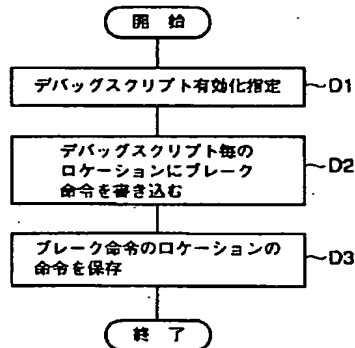 開 始
デバッグスクリプト有効化指定
~D1
デバッグスクリプト毎の
ロケーションにブレーク
命令を書き込む
~D2
ブレーク命令のロケーションの
命令を保存
~D3
終 了